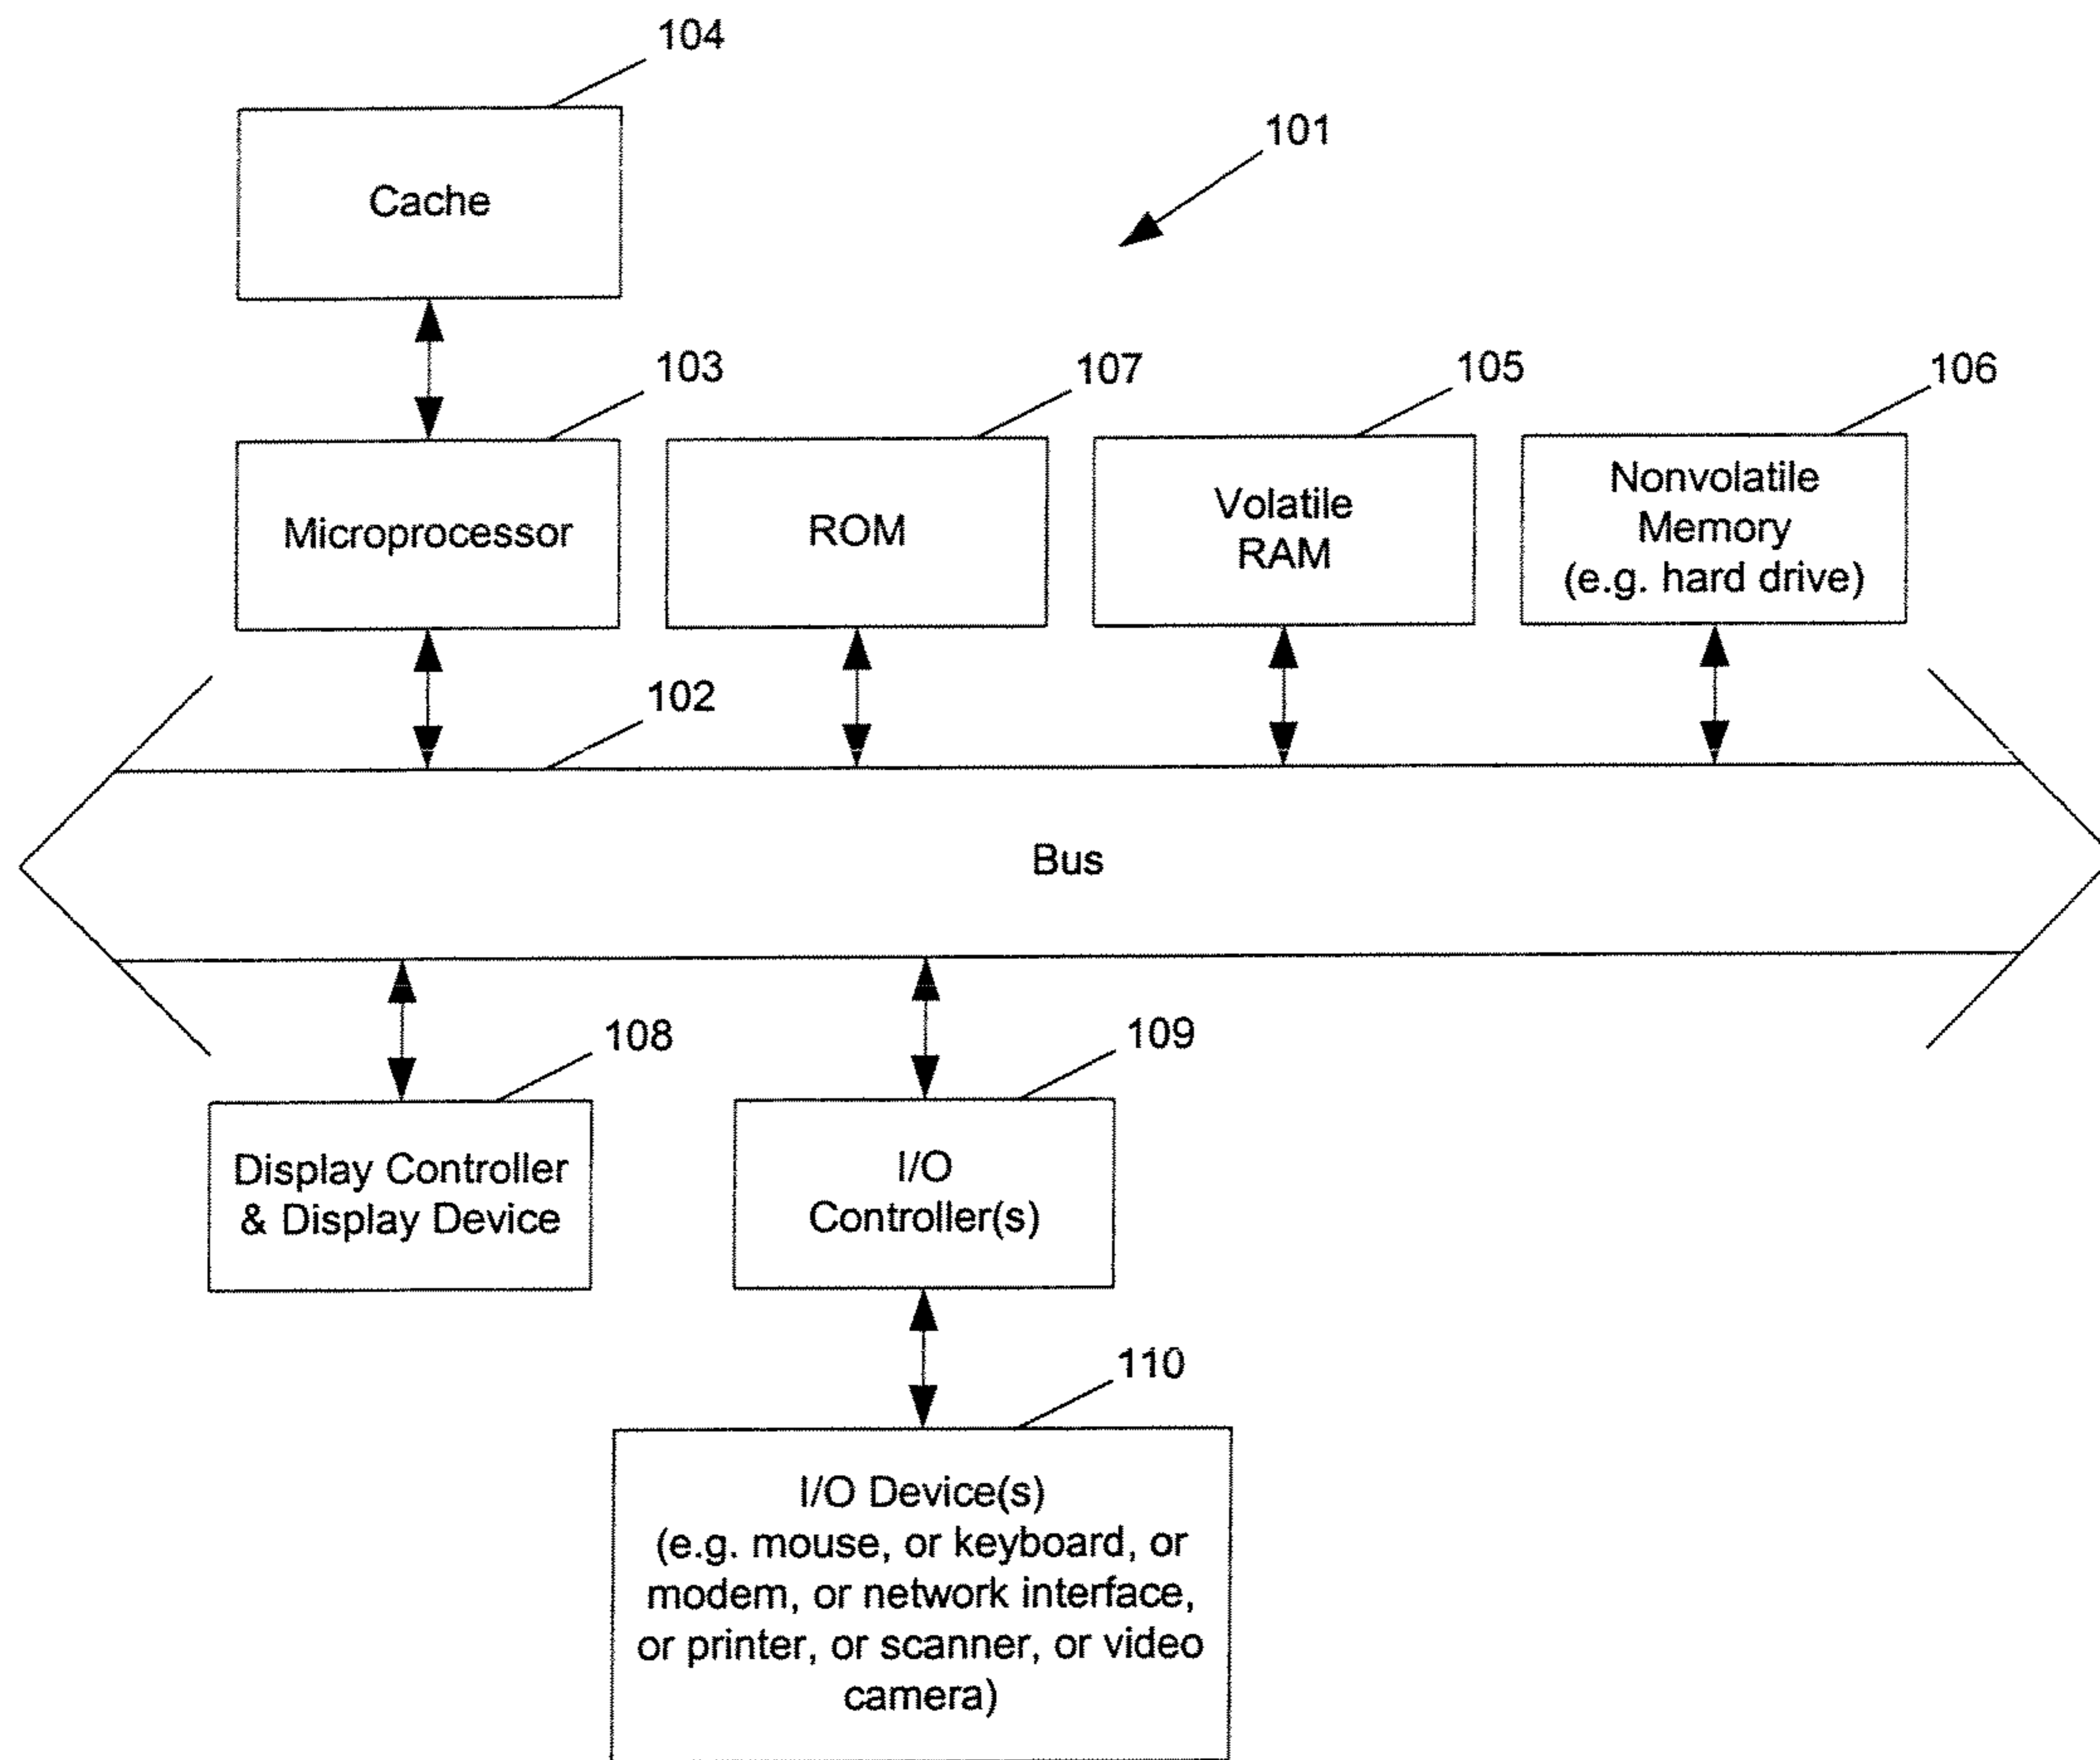 104
Cache
101
103
107
105
106
Microprocessor
ROM
Volatile
RAM
Nonvolatile
Memory
(e.g. hard drive)
102
Bus
108
109
Display Controller
& Display Device
I/O
Controller(s)
110
I/O Device(s)
(e.g. mouse, or keyboard, or
modem, or network interface,
or printer, or scanner, or video
camera)